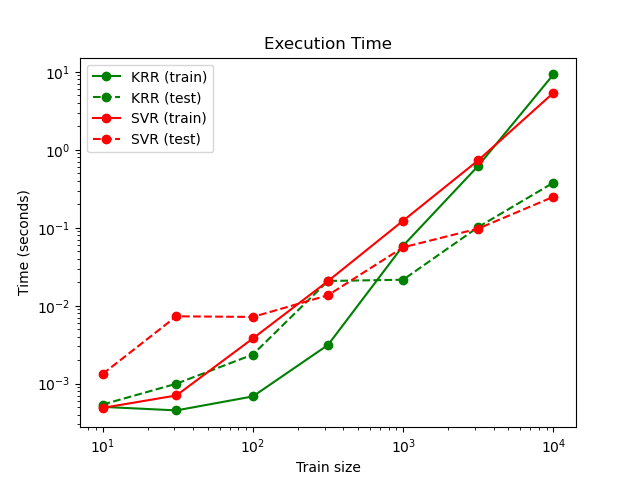 Execution Time
KRR (train)
KRR (test)
SVR (train)
SVR (test)
10¹
10⁰
10⁻¹
10⁻²
10⁻³
Time (seconds)
10¹ 10² 10³ 10⁴
Train size